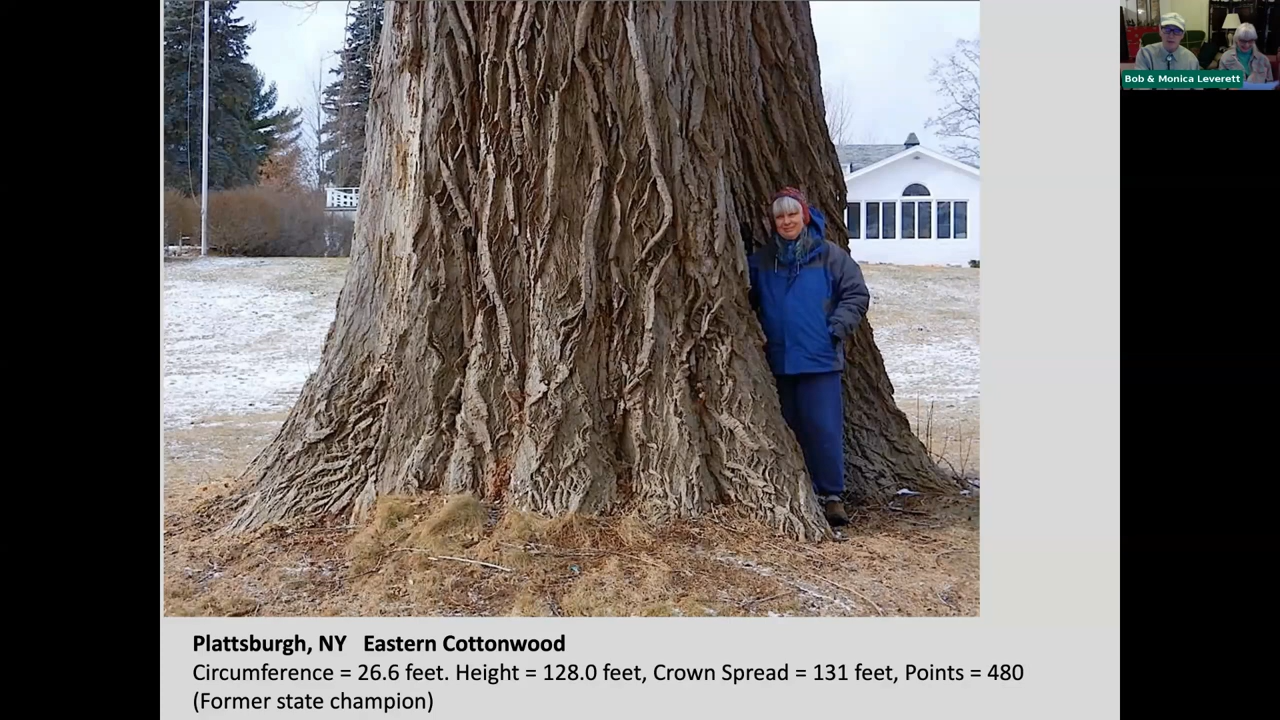 Bob & Monica Leverett
Plattsburgh, NY   Eastern Cottonwood
Circumference = 26.6 feet. Height = 128.0 feet, Crown Spread = 131 feet, Points = 480
(Former state champion)